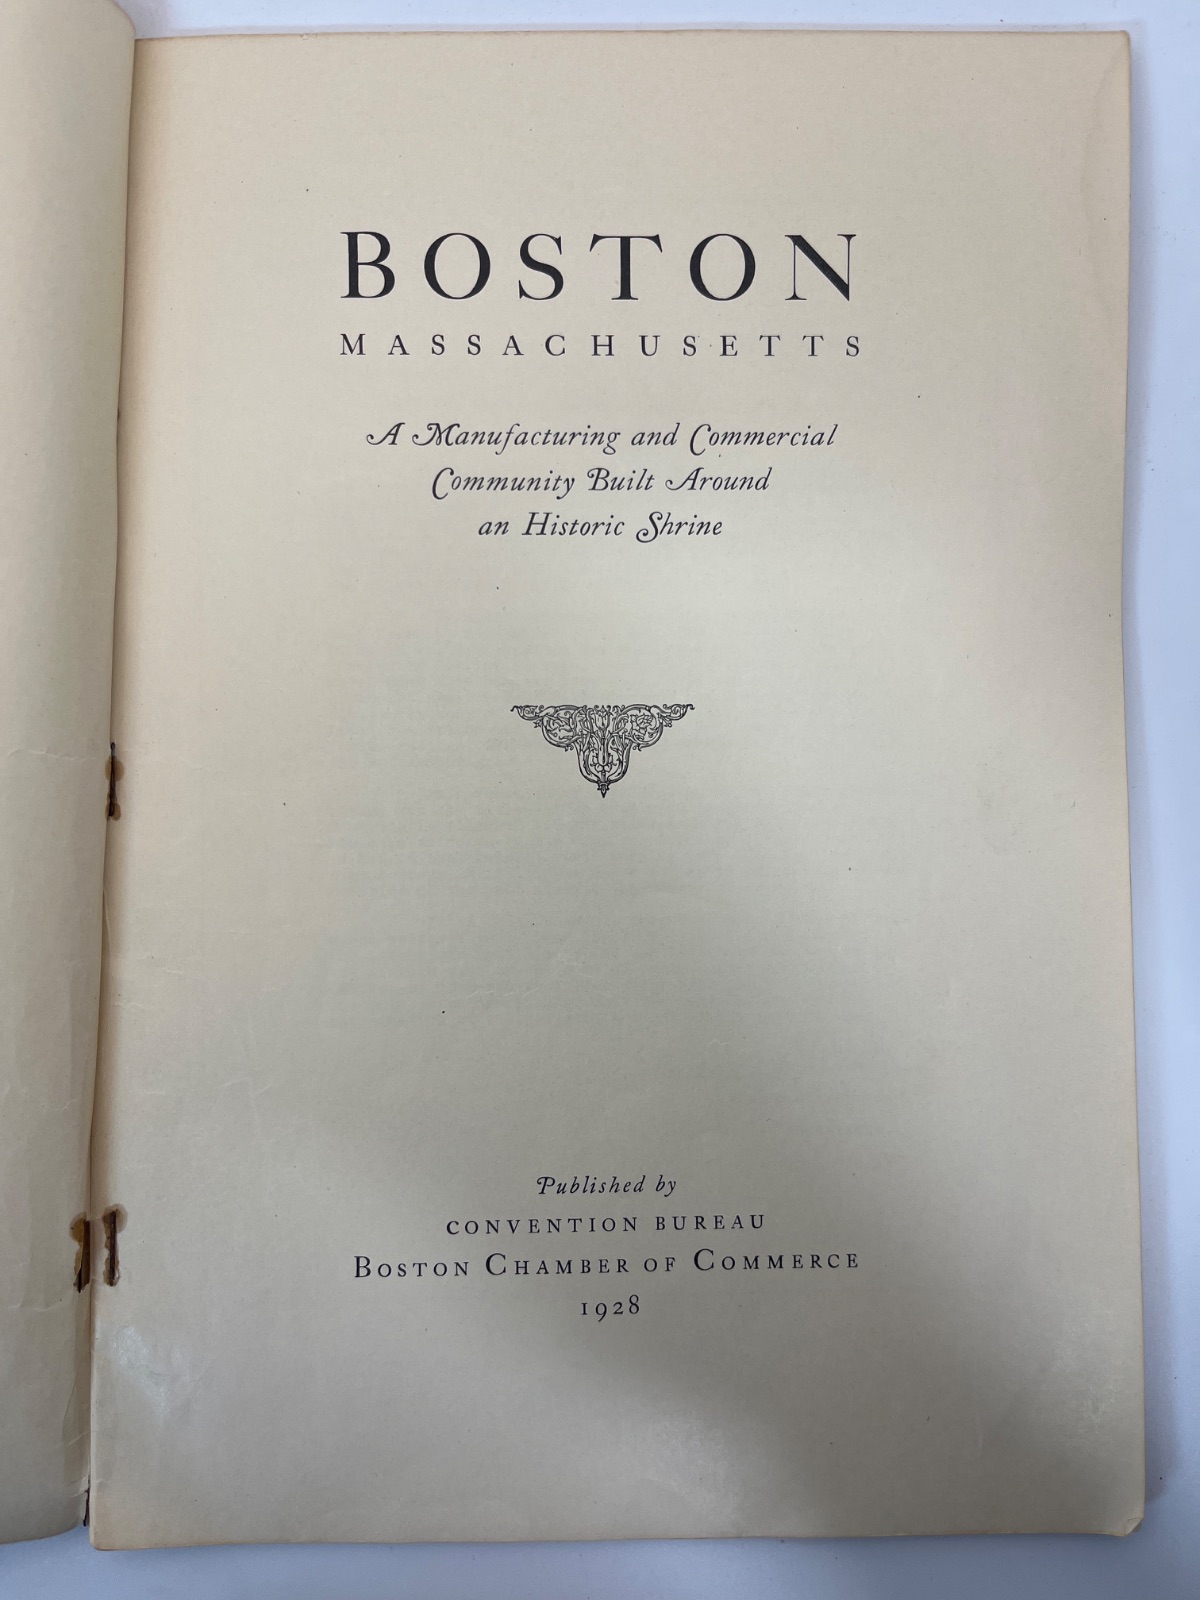 BOSTON
MASSACHUSETTS
A Manufacturing and Commercial
Community Built Around
an Historic Shrine
Published by
CONVENTION BUREAU
BOSTON CHAMBER OF COMMERCE
1928